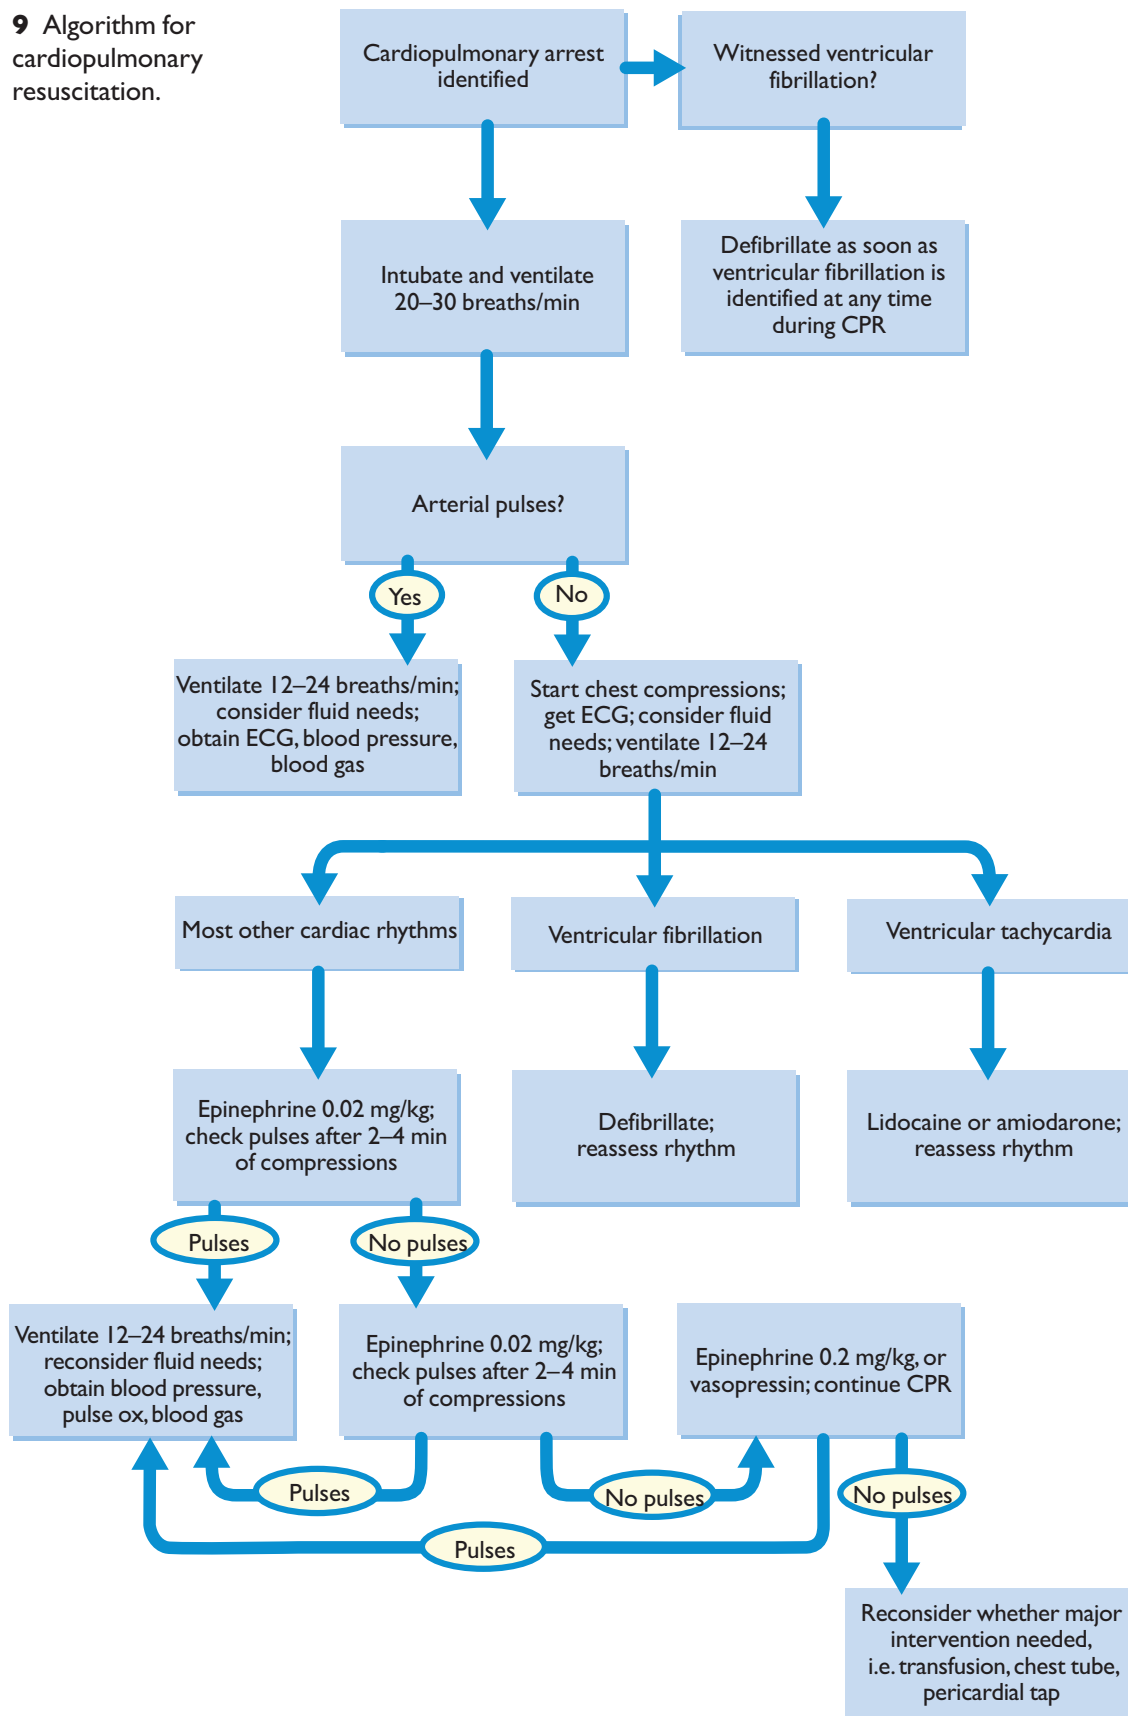 9 Algorithm for
cardiopulmonary
resuscitation.
Cardiopulmonary arrest
identified
Witnessed ventricular
fibrillation?
Intubate and ventilate
20–30 breaths/min
Defibrillate as soon as
ventricular fibrillation is
identified at any time
during CPR
Arterial pulses?
Yes
No
Ventilate 12–24 breaths/min;
consider fluid needs;
obtain ECG, blood pressure,
blood gas
Start chest compressions;
get ECG; consider fluid
needs; ventilate 12–24
breaths/min
Most other cardiac rhythms
Ventricular fibrillation
Ventricular tachycardia
Epinephrine 0.02 mg/kg;
check pulses after 2–4 min
of compressions
Defibrillate;
reassess rhythm
Lidocaine or amiodarone;
reassess rhythm
Pulses
No pulses
Ventilate 12–24 breaths/min;
reconsider fluid needs;
obtain blood pressure,
pulse ox, blood gas
Epinephrine 0.02 mg/kg;
check pulses after 2–4 min
of compressions
Epinephrine 0.2 mg/kg, or
vasopressin; continue CPR
Pulses
No pulses
No pulses
Pulses
Reconsider whether major
intervention needed,
i.e. transfusion, chest tube,
pericardial tap